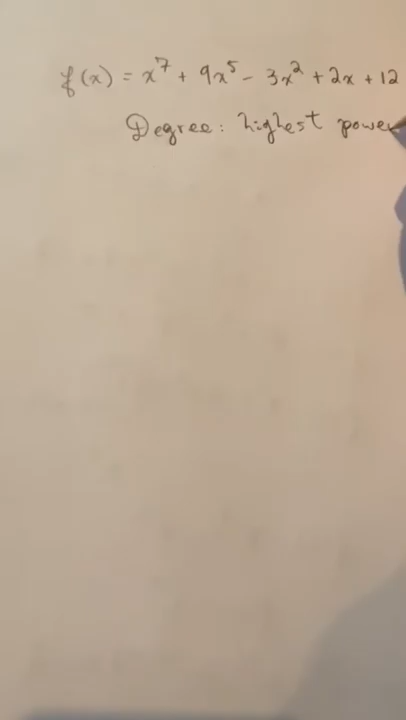 f(x) = x⁷ + 9x⁵ - 3x² + 2x + 12
Degree: highest power